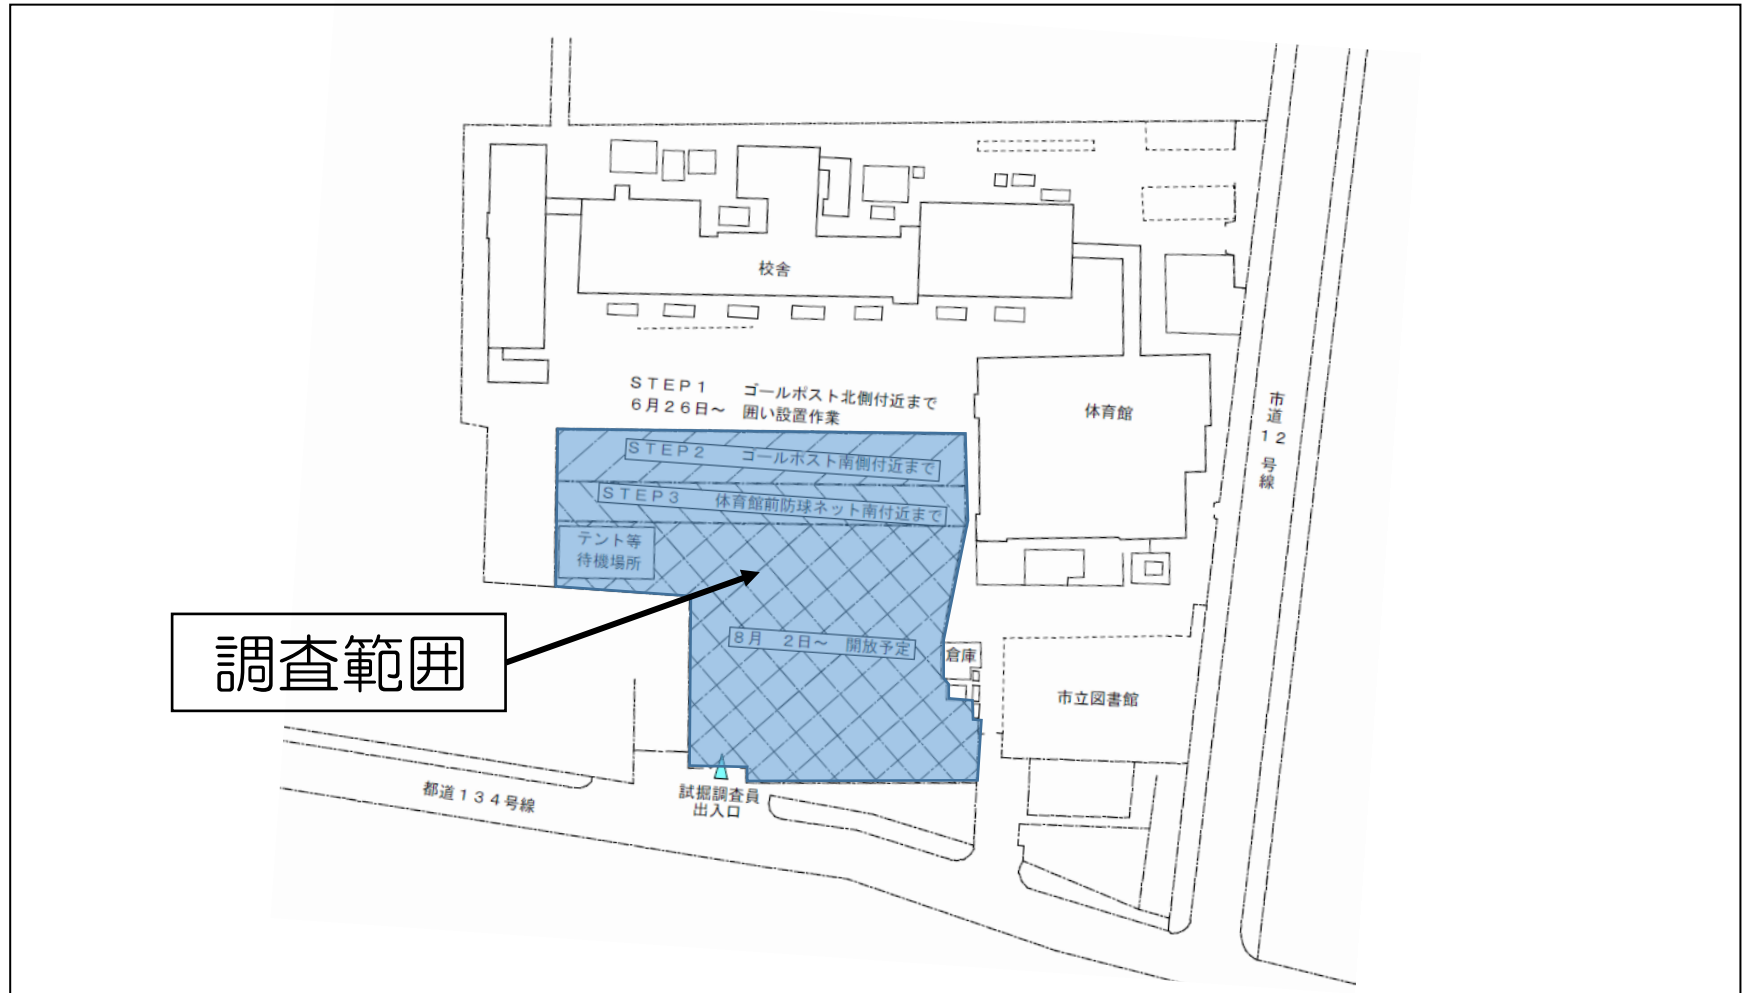 校舎
ＳＴＥＰ１　ゴールポスト北側付近まで
６月２６日～　囲い設置作業
体育館
市道１２号線
ＳＴＥＰ２　ゴールポスト南側付近まで
ＳＴＥＰ３　体育館前防球ネット南付近まで
テント等
待機場所
調査範囲
８月　２日～　開放予定
倉庫
市立図書館
都道１３４号線
試掘調査員
出入口